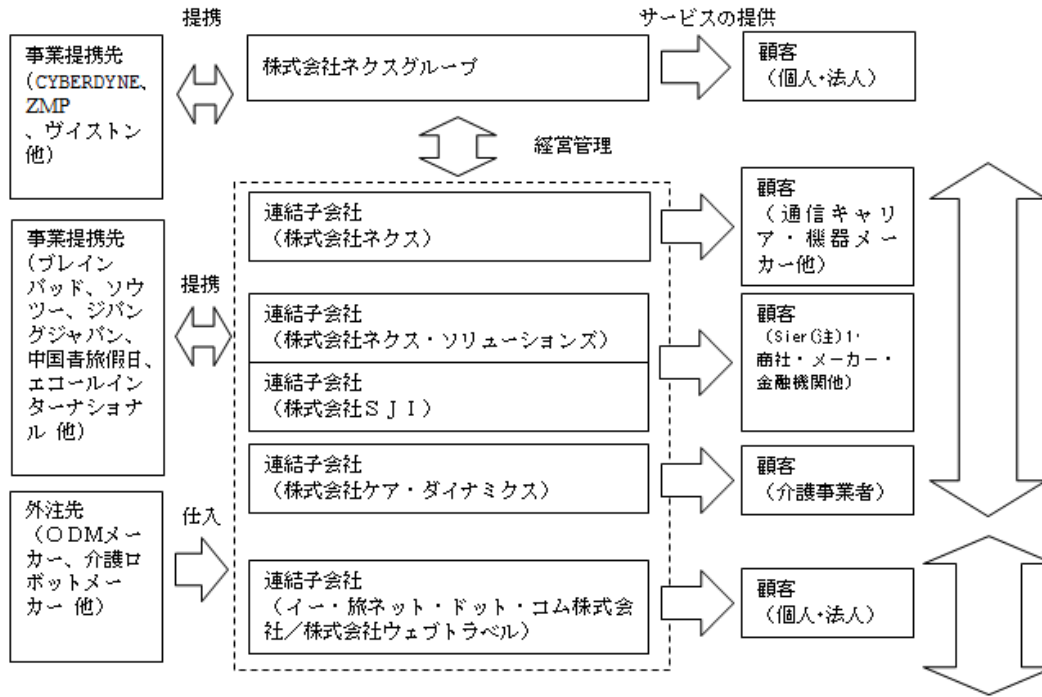 提携
サービスの提供
事業提携先
(CYBERDYNE、
ZMP
、ヴイストン
他)
株式会社ネクスグループ
顧客
(個人・法人)
経営管理
連結子会社
(株式会社ネクス)
顧客
(通信キャリ
ア・機器メー
カー他)
事業提携先
(ブレイン
パッド、ソウ
ツー、ジパン
グジャパン、
中国青旅假日、
エコールイン
ターナショナ
ル 他)
提携
連結子会社
(株式会社ネクス・ソリューションズ)
連結子会社
(株式会社SJI)
顧客
(Sier(注)1・
商社・メーカー・
金融機関他)
連結子会社
(株式会社ケア・ダイナミクス)
顧客
(介護事業者)
外注先
(ODMメー
カー、介護ロ
ボットメー
カー 他)
仕入
連結子会社
(イー・旅ネット・ドット・コム株式会
社/株式会社ウェブトラベル)
顧客
(個人・法人)